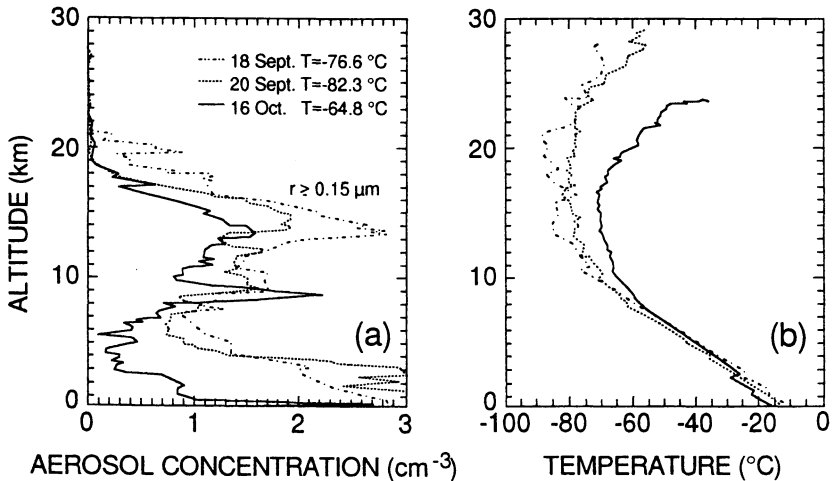 30
20
10
0
ALTITUDE (km)
18 Sept. T=-76.6 °C
20 Sept. T=-82.3 °C
16 Oct. T=-64.8 °C
r ≥ 0.15 μm
(a)
0 1 2 3
AEROSOL CONCENTRATION (cm⁻³)
30
20
10
0
(b)
-100 -80 -60 -40 -20 0
TEMPERATURE (°C)